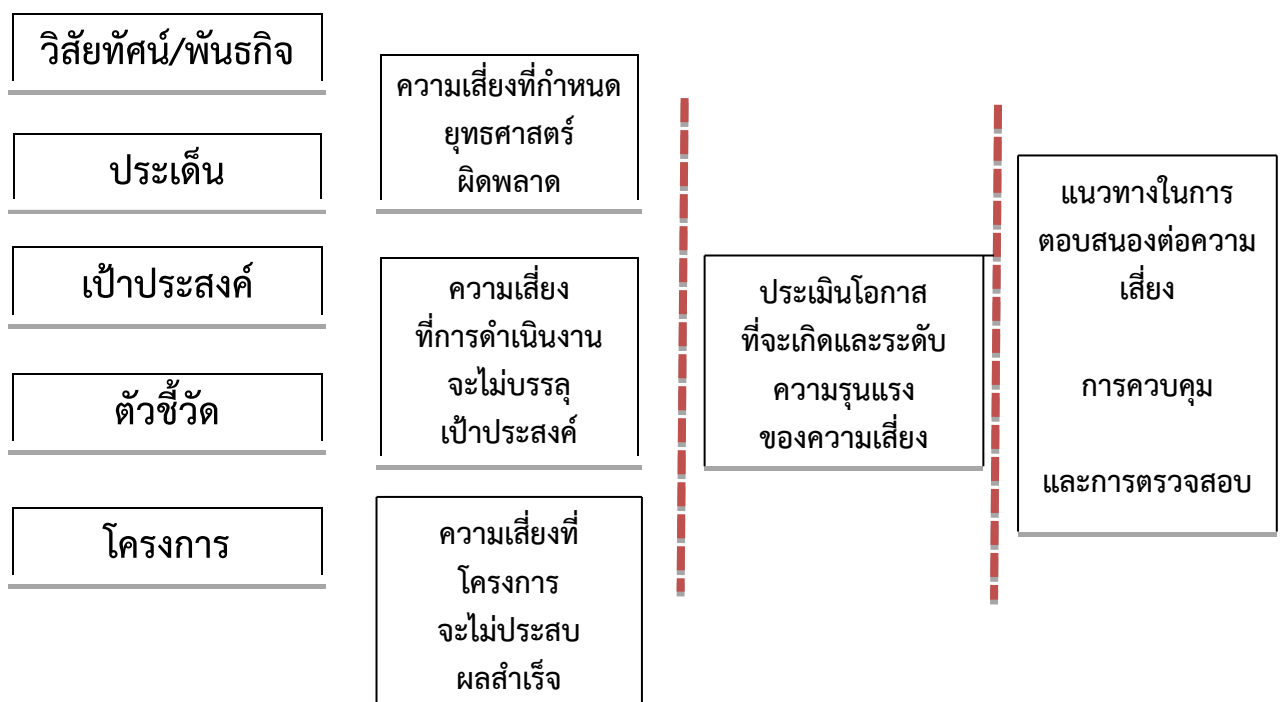 วิสัยทัศน์/พันธกิจ
ประเด็น
เป้าประสงค์
ตัวชี้วัด
โครงการ
ความเสี่ยงที่กำหนด
ยุทธศาสตร์
ผิดพลาด
ความเสี่ยง
ที่การดำเนินงาน
จะไม่บรรลุ
เป้าประสงค์
ความเสี่ยงที่
โครงการ
จะไม่ประสบ
ผลสำเร็จ
ประเมินโอกาส
ที่จะเกิดและระดับ
ความรุนแรง
ของความเสี่ยง
แนวทางในการ
ตอบสนองต่อความ
เสี่ยง
การควบคุม
และการตรวจสอบ